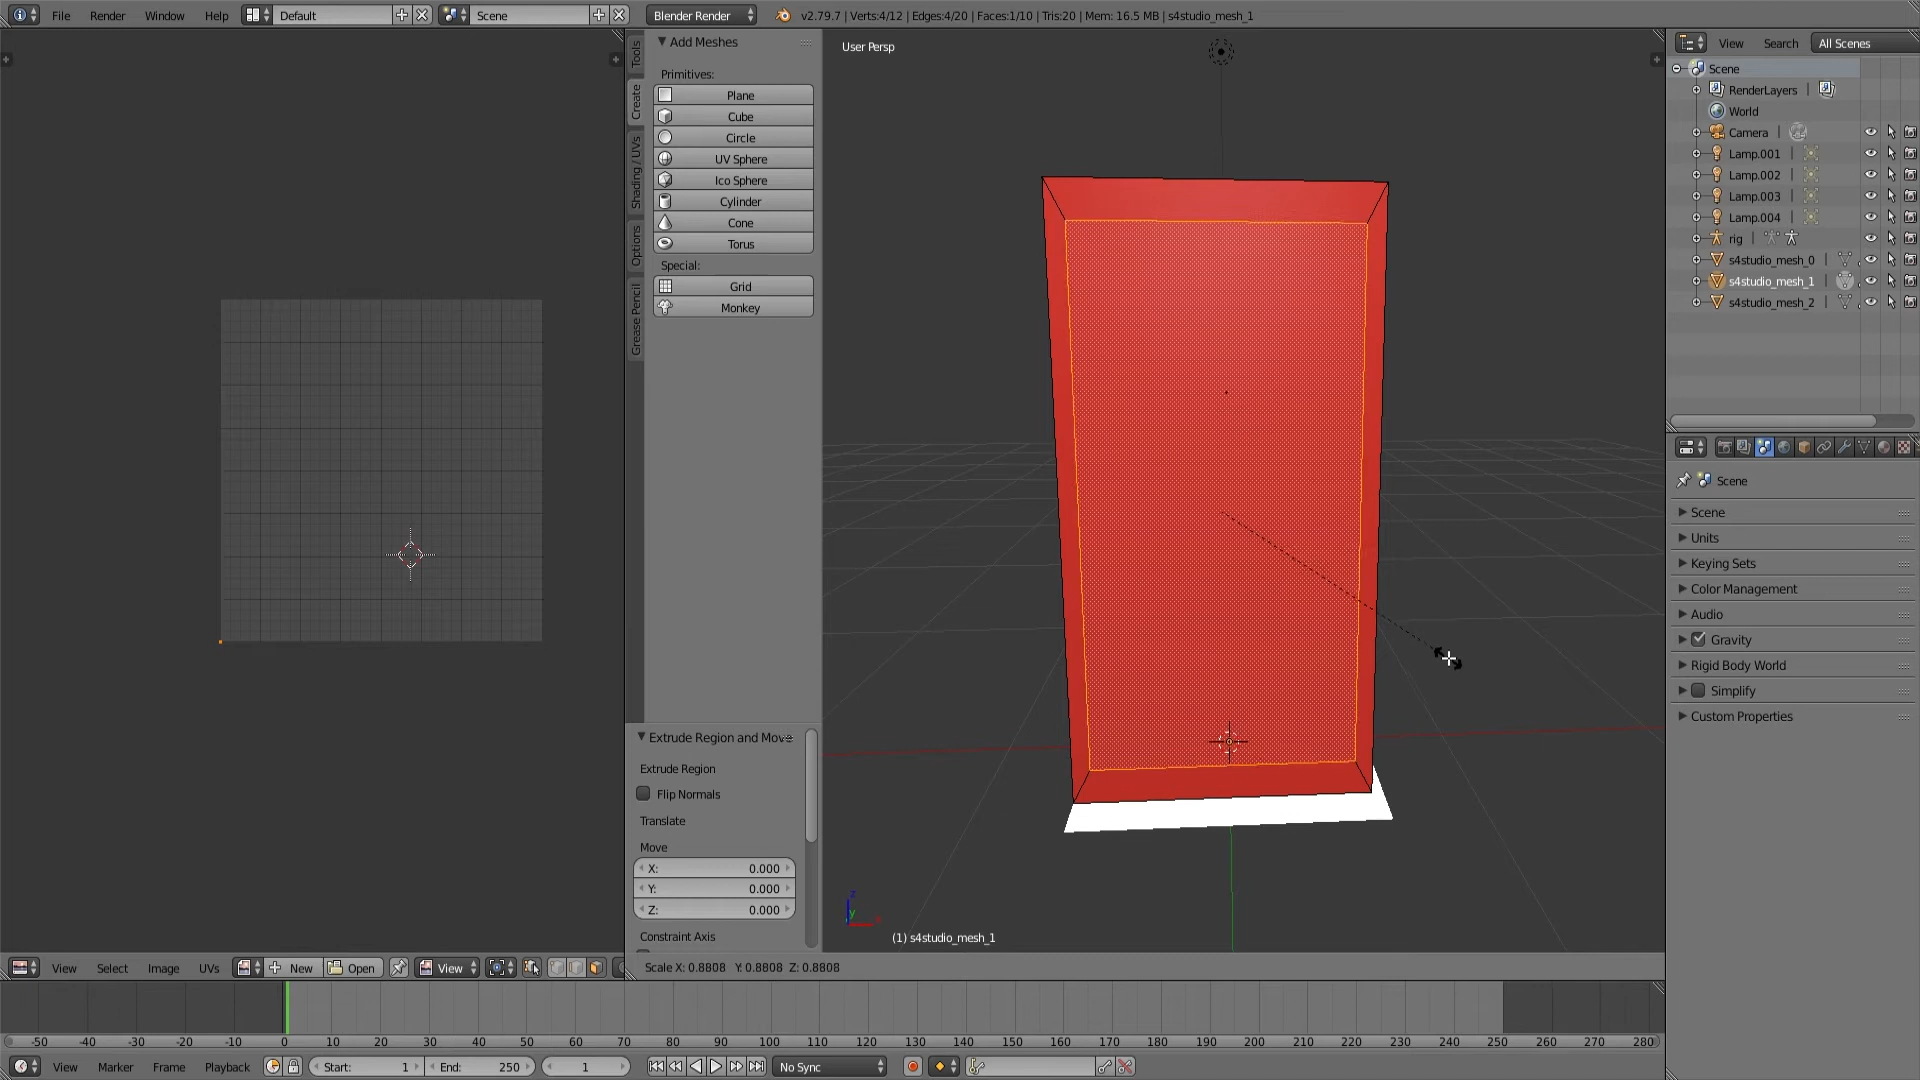 File Render Window Help Default Scene Blender Render v2.79.7 | Verts:4/12 | Edges:4/20 | Faces:1/10 | Tris:20 | Mem: 16.5 MB | s4studio_mesh_1
Tools
Create
Shading / UVs
Options
Grease Pencil
Add Meshes
Primitives:
Plane
Cube
Circle
UV Sphere
Ico Sphere
Cylinder
Cone
Torus
Special:
Grid
Monkey
Extrude Region and Move
Extrude Region
Flip Normals
Translate
Move
X: 0.000
Y: 0.000
Z: 0.000
Constraint Axis
User Persp
z
y
(1) s4studio_mesh_1
Scale X: 0.8808 Y: 0.8808 Z: 0.8808
View Search All Scenes
Scene
RenderLayers |
World
Camera |
Lamp.001 |
Lamp.002 |
Lamp.003 |
Lamp.004 |
rig |
s4studio_mesh_0 |
s4studio_mesh_1 |
s4studio_mesh_2 |
Scene
Scene
Units
Keying Sets
Color Management
Audio
Gravity
Rigid Body World
Simplify
Custom Properties
View Select Image UVs New Open View
-50 -40 -30 -20 -10 0 10 20 30 40 50 60 70 80 90 100 110 120 130 140 150 160 170 180 190 200 210 220 230 240 250 260 270 280
View Marker Frame Playback Start: 1 End: 250 1 No Sync